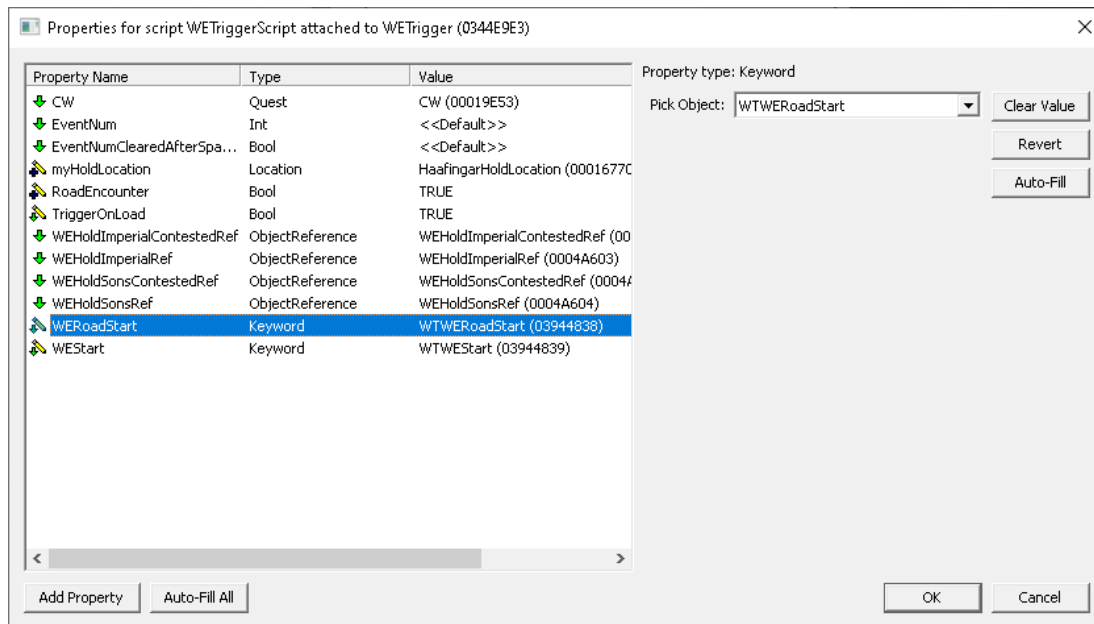 Properties for script WETriggerScript attached to WETrigger (0344E9E3)
Property Name Type Value
CW Quest CW (00019E53)
EventNum Int <<Default>>
EventNumClearedAfterSpa... Bool <<Default>>
myHoldLocation Location HaafingarHoldLocation (00016770
RoadEncounter Bool TRUE
TriggerOnLoad Bool TRUE
WEHoldImperialContestedRef ObjectReference WEHoldImperialContestedRef (00
WEHoldImperialRef ObjectReference WEHoldImperialRef (0004A603)
WEHoldSonsContestedRef ObjectReference WEHoldSonsContestedRef (0004A
WEHoldSonsRef ObjectReference WEHoldSonsRef (0004A604)
WERoadStart Keyword WTWERoadStart (03944838)
WEStart Keyword WTWEStart (03944839)
Property type: Keyword
Pick Object: WTWERoadStart Clear Value
Revert
Auto-Fill
Add Property Auto-Fill All OK Cancel